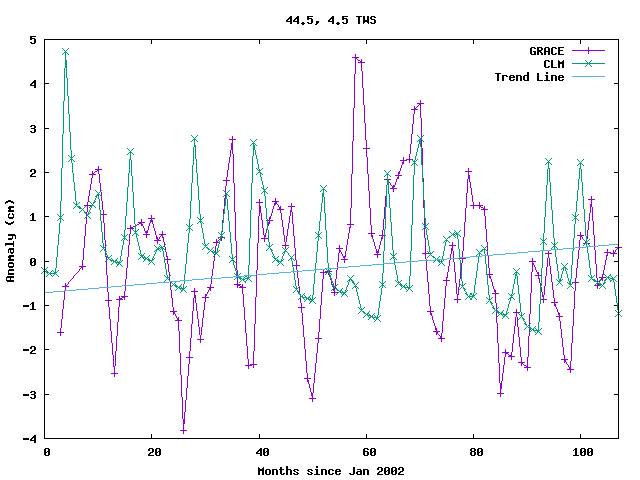 44.5, 4.5 TWS
GRACE
CLM
Trend Line
Anomaly (cm)
5
4
3
2
1
0
-1
-2
-3
-4
0 20 40 60 80 100
Months since Jan 2002